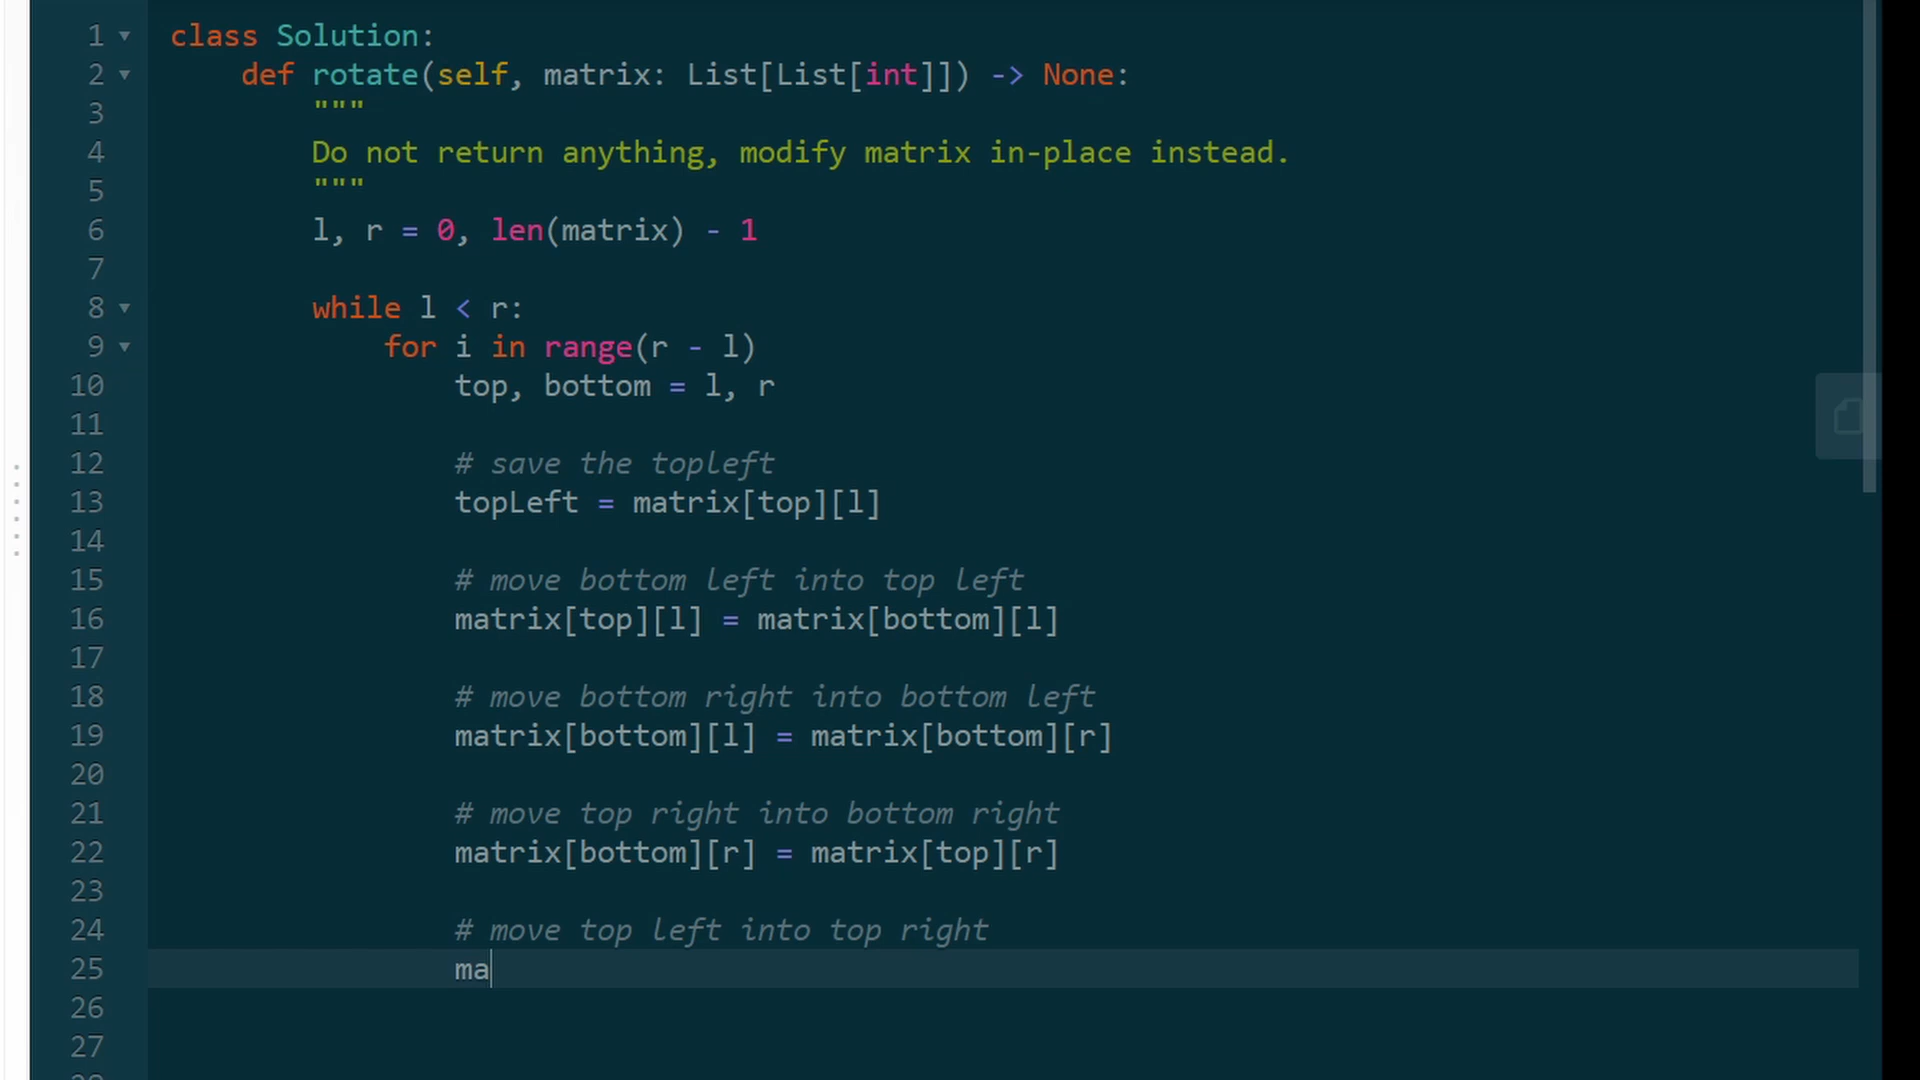 1 class Solution:
2 def rotate(self, matrix: List[List[int]]) -> None:
3 """
4 Do not return anything, modify matrix in-place instead.
5 """
6 l, r = 0, len(matrix) - 1
7
8 while l < r:
9 for i in range(r - l)
10 top, bottom = l, r
11
12 # save the topleft
13 topLeft = matrix[top][l]
14
15 # move bottom left into top left
16 matrix[top][l] = matrix[bottom][l]
17
18 # move bottom right into bottom left
19 matrix[bottom][l] = matrix[bottom][r]
20
21 # move top right into bottom right
22 matrix[bottom][r] = matrix[top][r]
23
24 # move top left into top right
25 ma
26
27